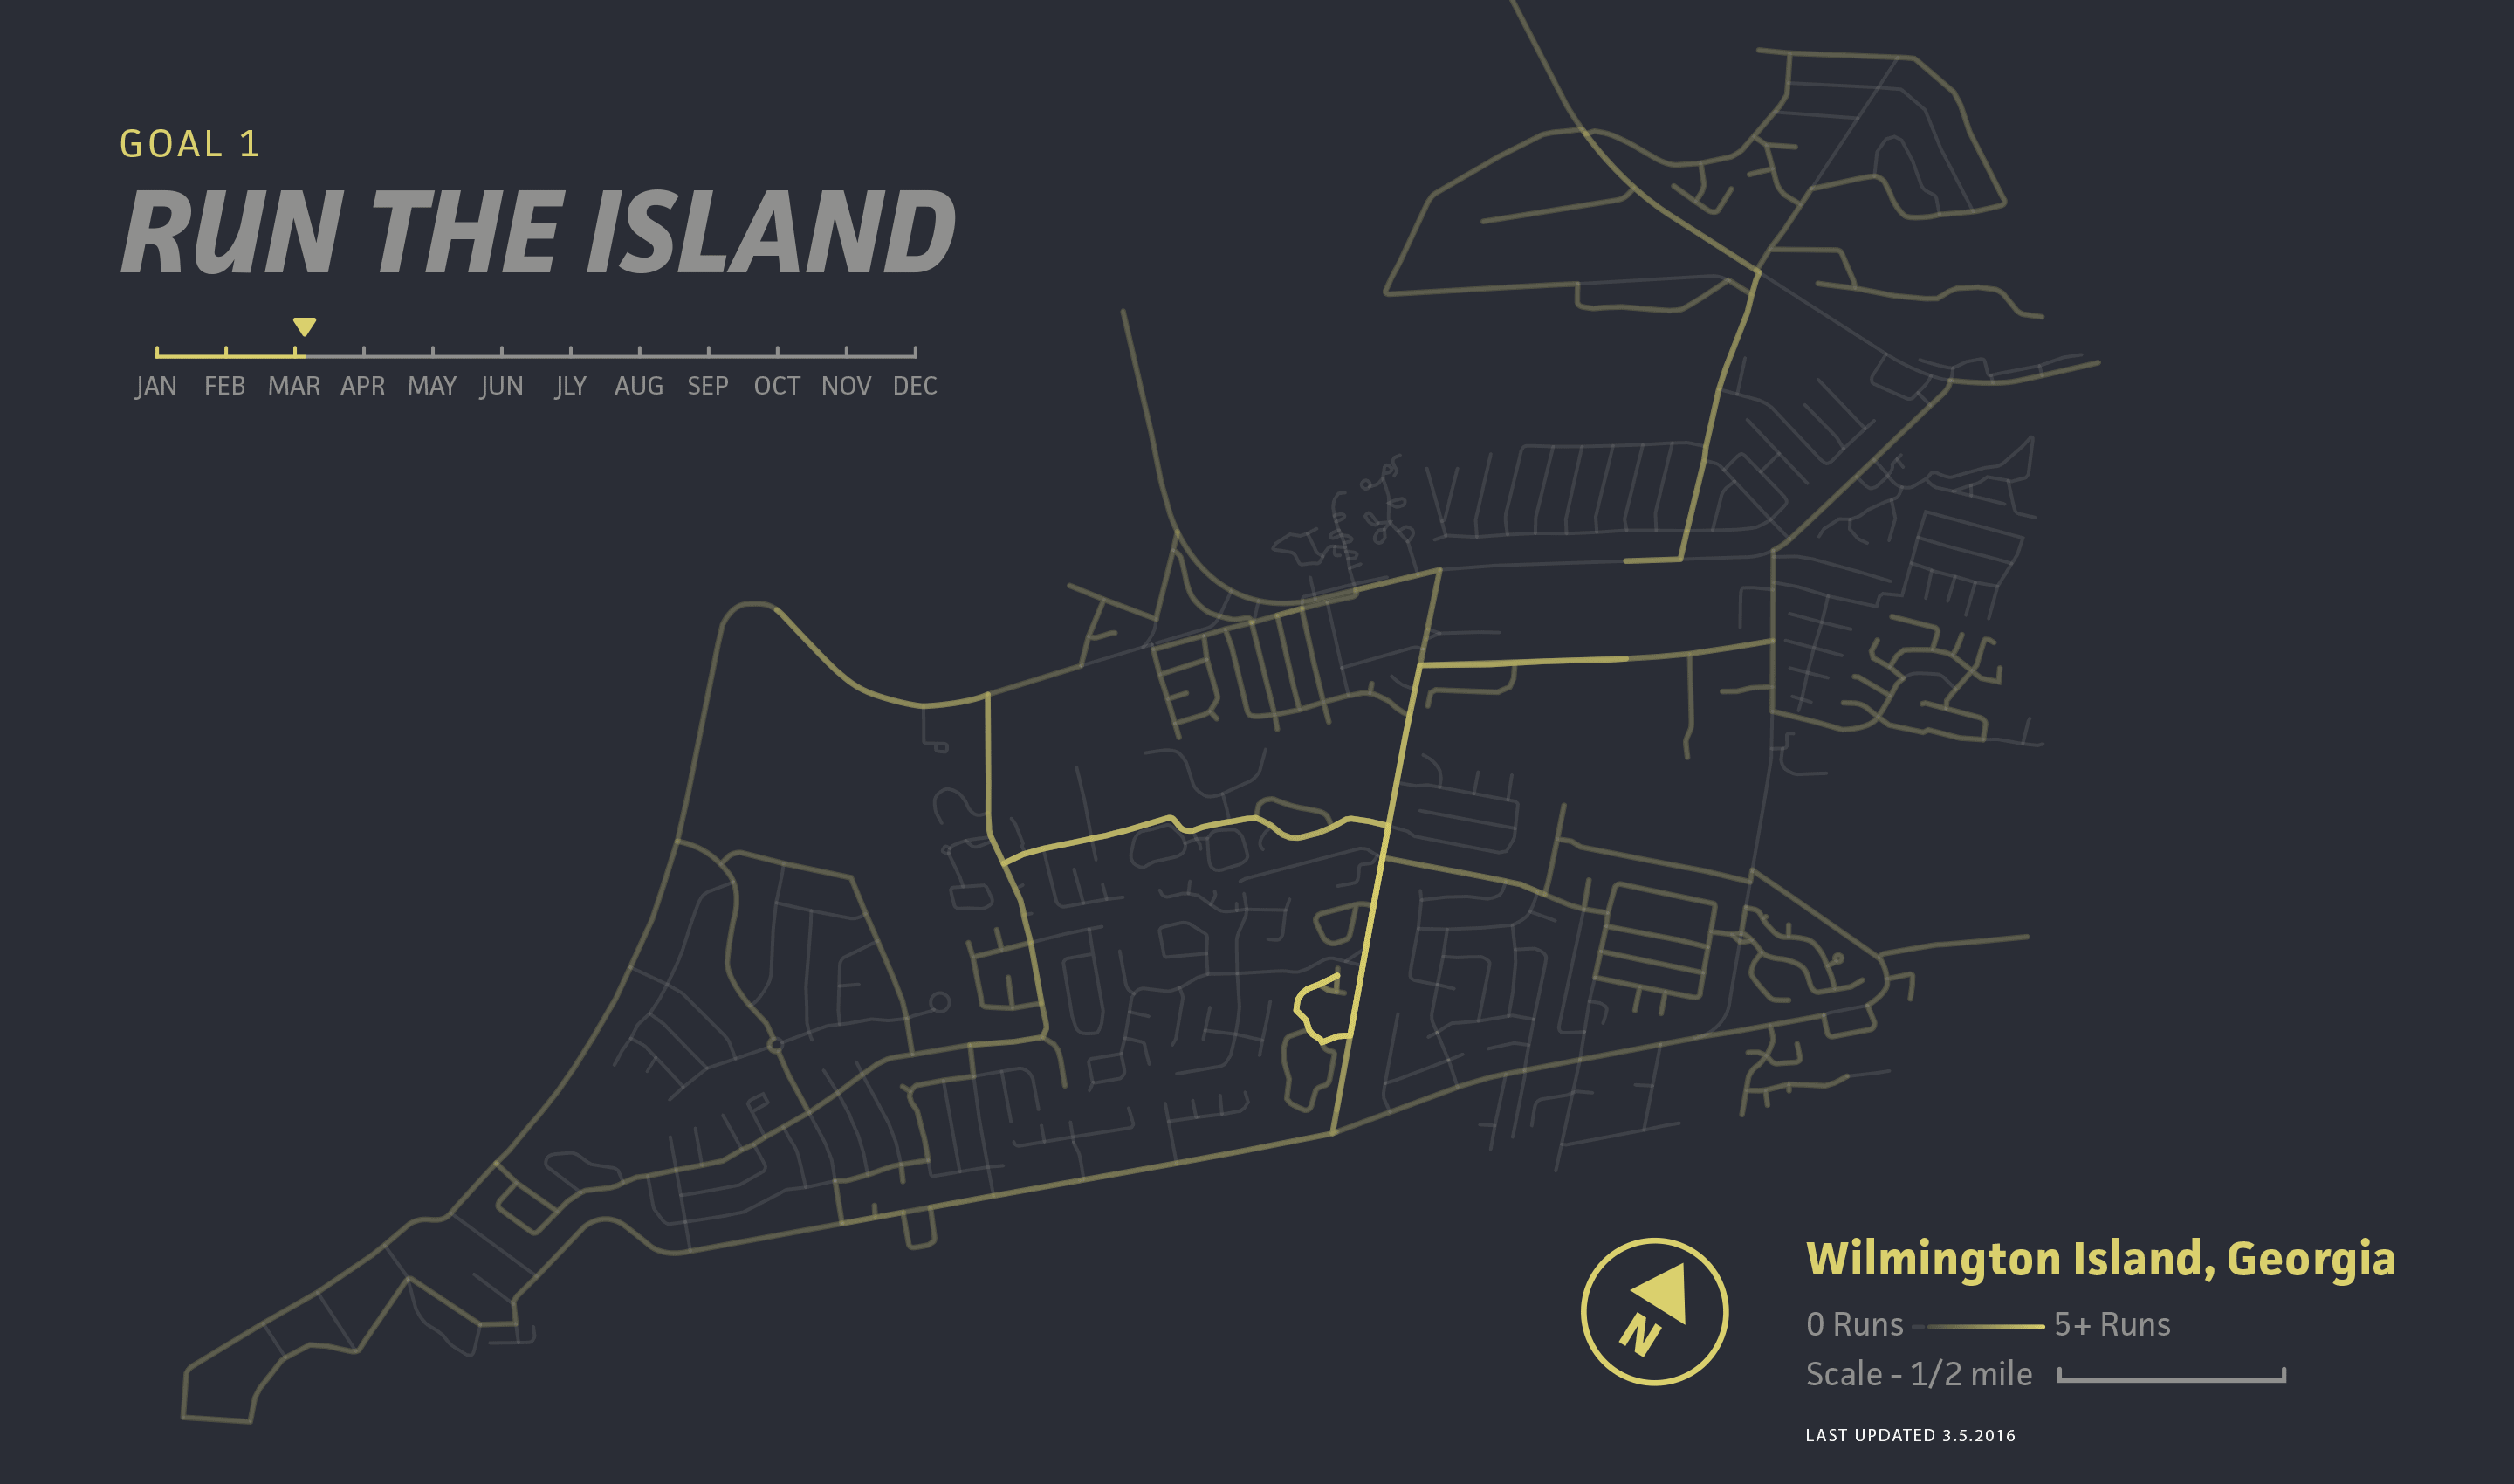 GOAL 1
RUN THE ISLAND
JAN FEB MAR APR MAY JUN JLY AUG SEP OCT NOV DEC
N
Wilmington Island, Georgia
0 Runs 5+ Runs
Scale - 1/2 mile
LAST UPDATED 3.5.2016